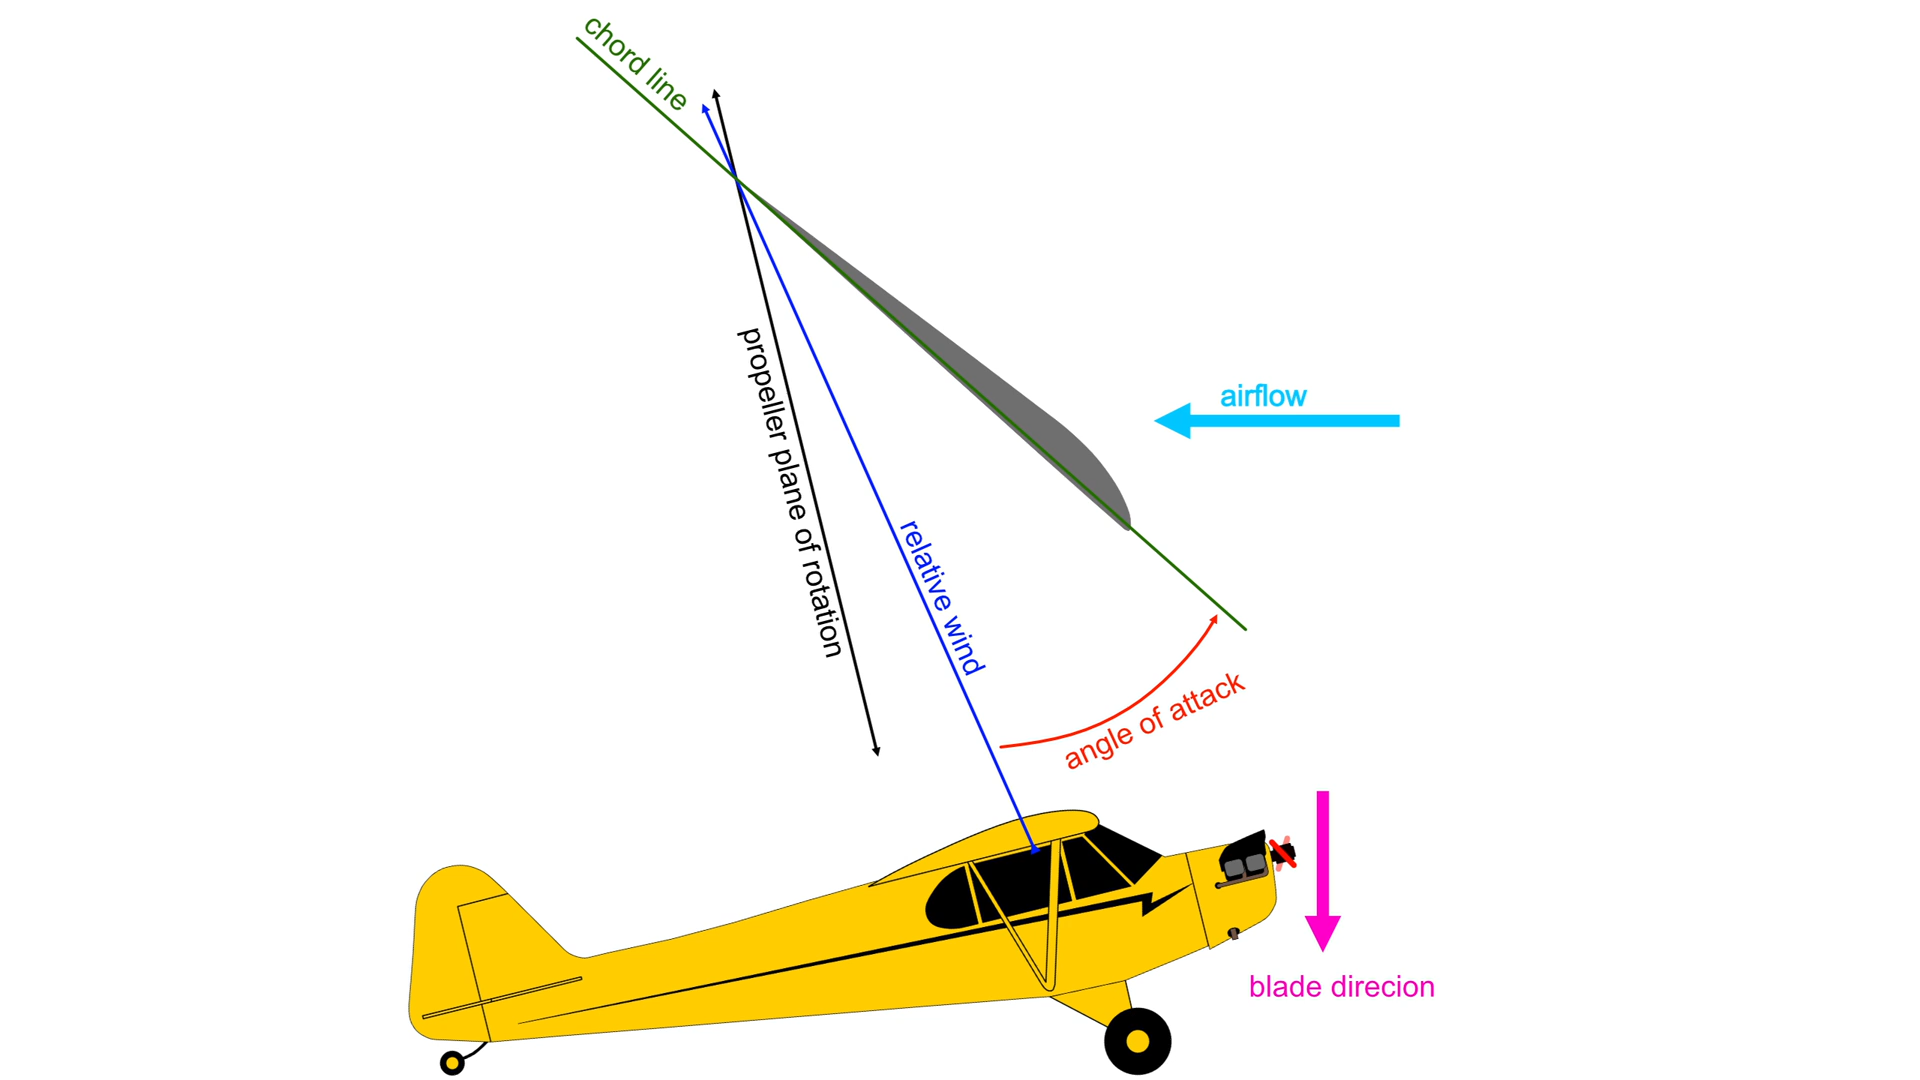 chord line
airflow
propeller plane of rotation
relative wind
angle of attack
blade direcion